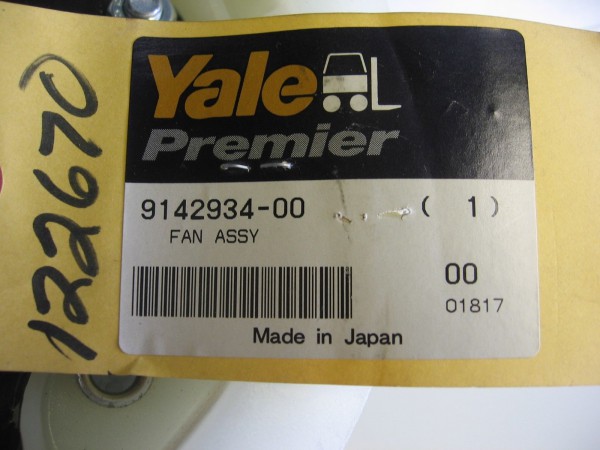 122670
Yale
Premier
9142934-00 ( 1 )
FAN ASSY
00
01817
Made in Japan